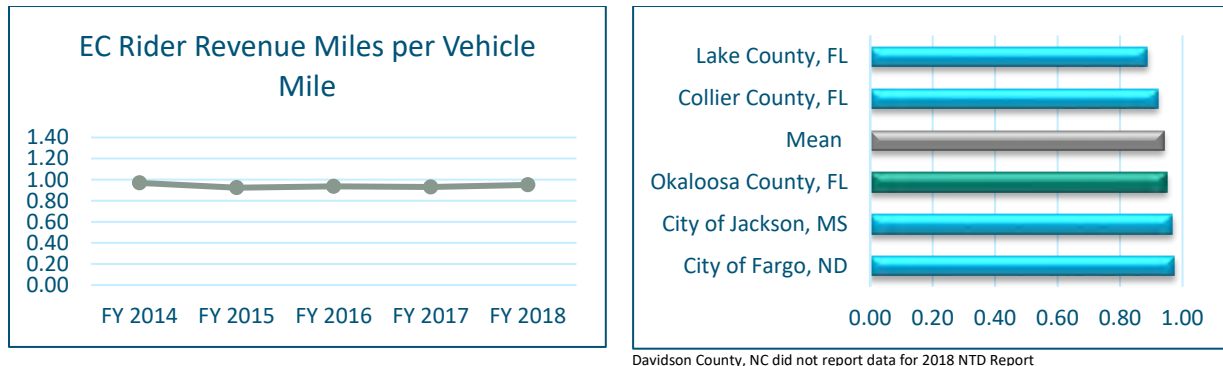 EC Rider Revenue Miles per Vehicle
Mile
1.40
1.20
1.00
0.80
0.60
0.40
0.20
0.00
FY 2014 FY 2015 FY 2016 FY 2017 FY 2018
Lake County, FL
Collier County, FL
Mean
Okaloosa County, FL
City of Jackson, MS
City of Fargo, ND
0.00 0.20 0.40 0.60 0.80 1.00
Davidson County, NC did not report data for 2018 NTD Report